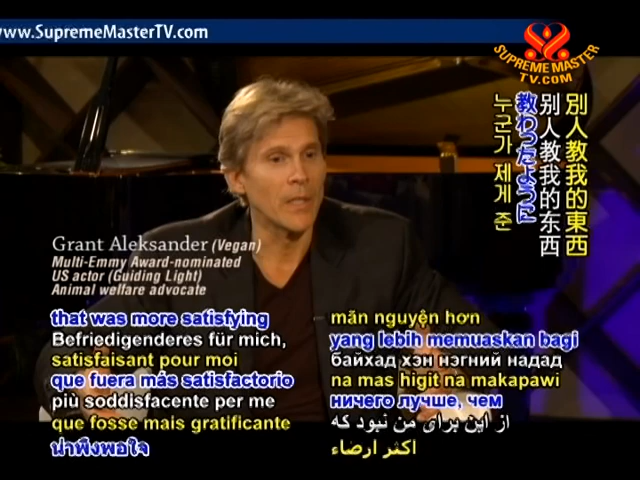 www.SupremeMasterTV.com
SUPREME MASTER
TV.COM
別人教我的東西
别人教我的东西
教わったように
누군가 제게 준
Grant Aleksander (Vegan)
Multi-Emmy Award-nominated
US actor (Guiding Light)
Animal welfare advocate
that was more satisfying
Befriedigenderes für mich,
satisfaisant pour moi
que fuera más satisfactorio
più soddisfacente per me
que fosse mais gratificante
น่าพึงพอใจ
mãn nguyện hơn
yang lebih memuaskan bagi
байхад хэн нэгний надад
na mas higit na makapawi
ничего лучше, чем
از این برای من نبود که
اكثر ارضاء